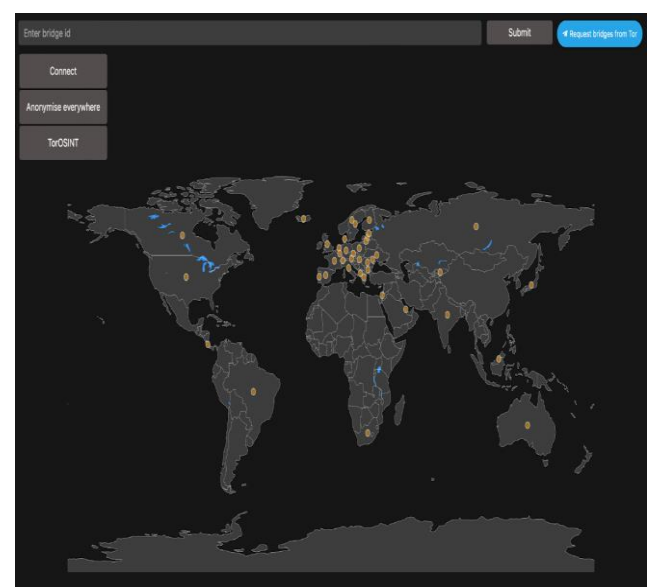 Enter bridge id
Submit
Request bridges from Tor
Connect
Anonymise everywhere
TorOSINT